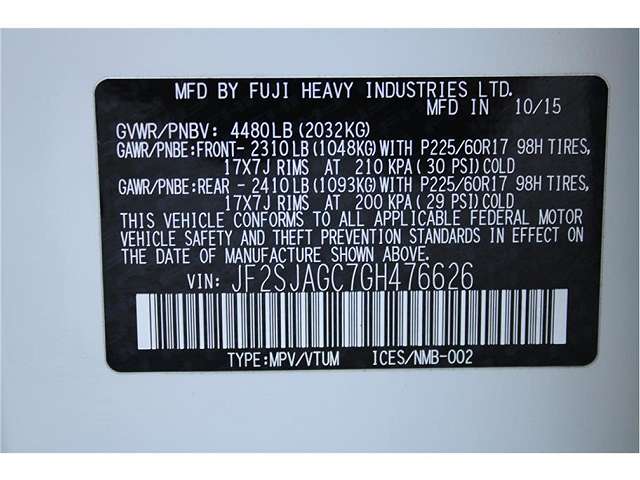 MFD BY FUJI HEAVY INDUSTRIES LTD.
MFD IN 10/15
GVWR/PNBV: 4480LB (2032KG)
GAWR/PNBE:FRONT- 2310LB (1048KG)WITH P225/60R17 98H TIRES,
17X7J RIMS AT 210 KPA (30 PSI)COLD
GAWR/PNBE:REAR - 2410LB (1093KG)WITH P225/60R17 98H TIRES,
17X7J RIMS AT 200 KPA (29 PSI)COLD
THIS VEHICLE CONFORMS TO ALL APPLICABLE FEDERAL MOTOR
VEHICLE SAFETY AND THEFT PREVENTION STANDARDS IN EFFECT ON
THE DATE OF MANUFACTURE SHOWN ABOVE.
VIN: JF2SJAGC7GH476626
TYPE:MPV/VTUM ICES/NMB-002